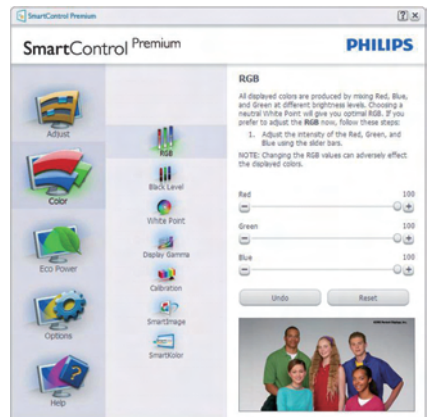 SmartControl Premium
SmartControl Premium
PHILIPS
Adjust
Color
Eco Power
Options
Help
RGB
Black Level
White Point
Display Gamma
Calibration
SmartImage
SmartKolor
RGB
All displayed colors are produced by mixing Red, Blue,
and Green at different brightness levels. Choosing a
neutral White Point will give you optimal RGB. If you
prefer to adjust the RGB now, follow these steps:
1. Adjust the intensity of the Red, Green, and
Blue using the slider bars.
NOTE: Changing the RGB values can adversely effect
the displayed colors.
Red 100
Green 100
Blue 100
Undo Reset